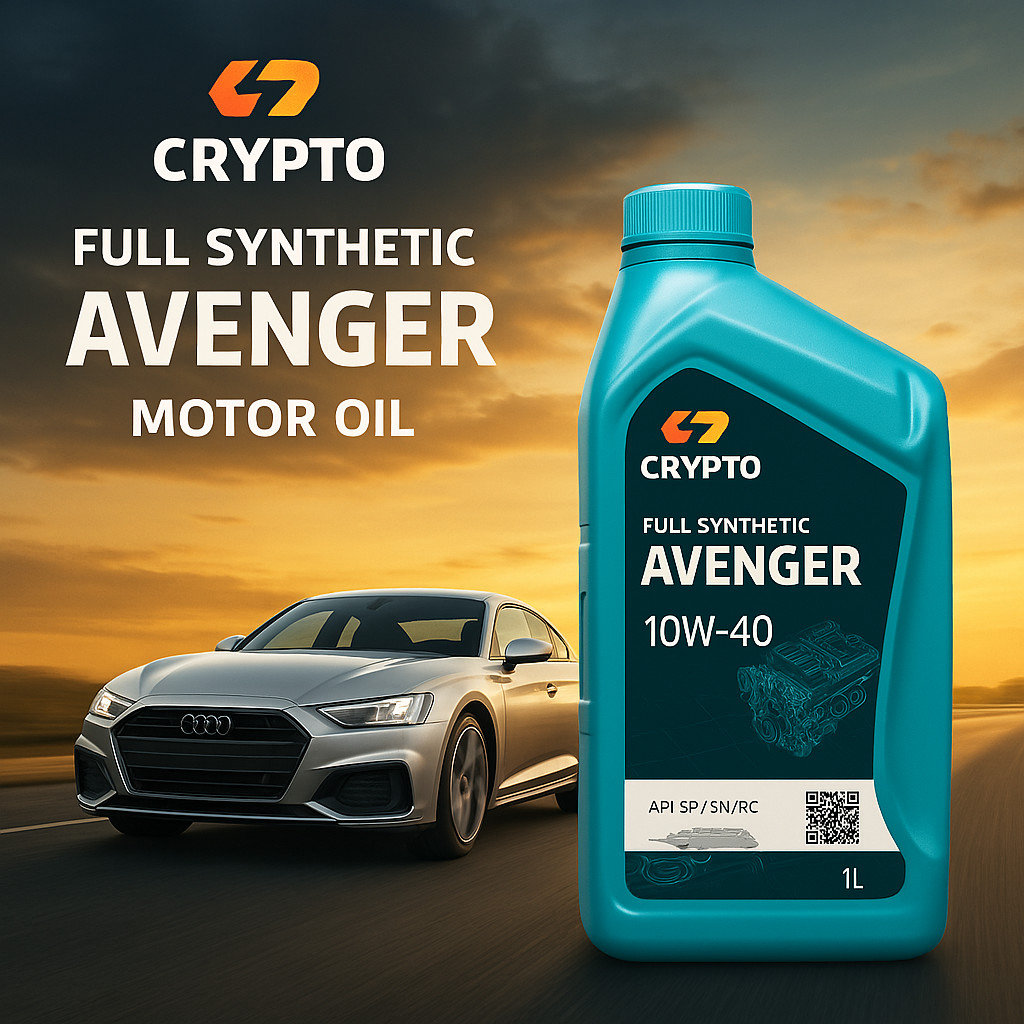 CRYPTO
FULL SYNTHETIC
AVENGER
MOTOR OIL
CRYPTO
FULL SYNTHETIC
AVENGER
10W-40
API SP/SN/RC
1L